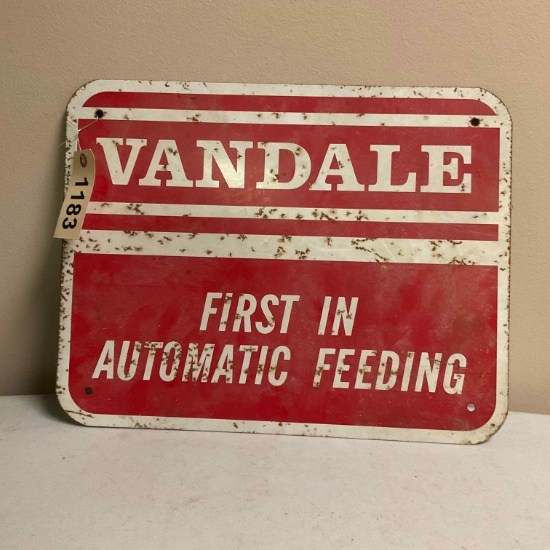 VANDALE
1183
FIRST IN
AUTOMATIC FEEDING